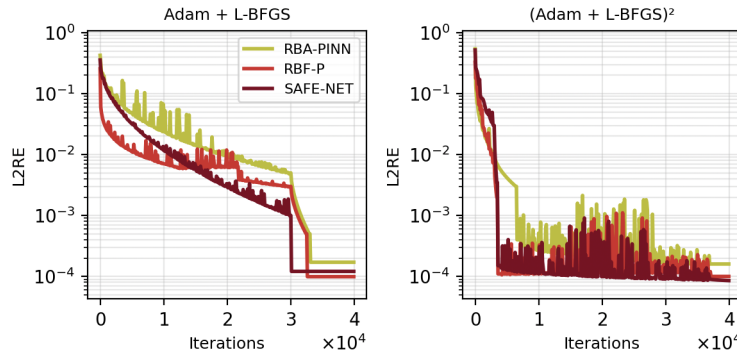 Adam + L-BFGS
L2RE
10⁰
10⁻¹
10⁻²
10⁻³
10⁻⁴
RBA-PINN
RBF-P
SAFE-NET
0 1 2 3 4
Iterations ×10⁴
(Adam + L-BFGS)²
L2RE
10⁰
10⁻¹
10⁻²
10⁻³
10⁻⁴
0 1 2 3 4
Iterations ×10⁴